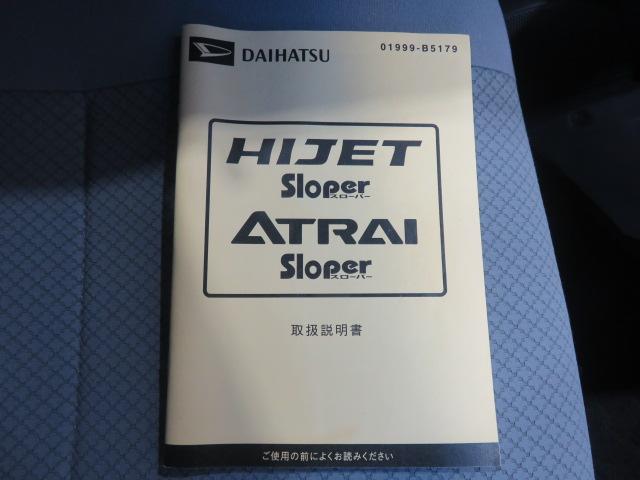 DAIHATSU
01999-B5179
HIJET
Sloper
スローパー
ATRAI
Sloper
スローパー
取扱説明書
ご使用の前によくお読みください